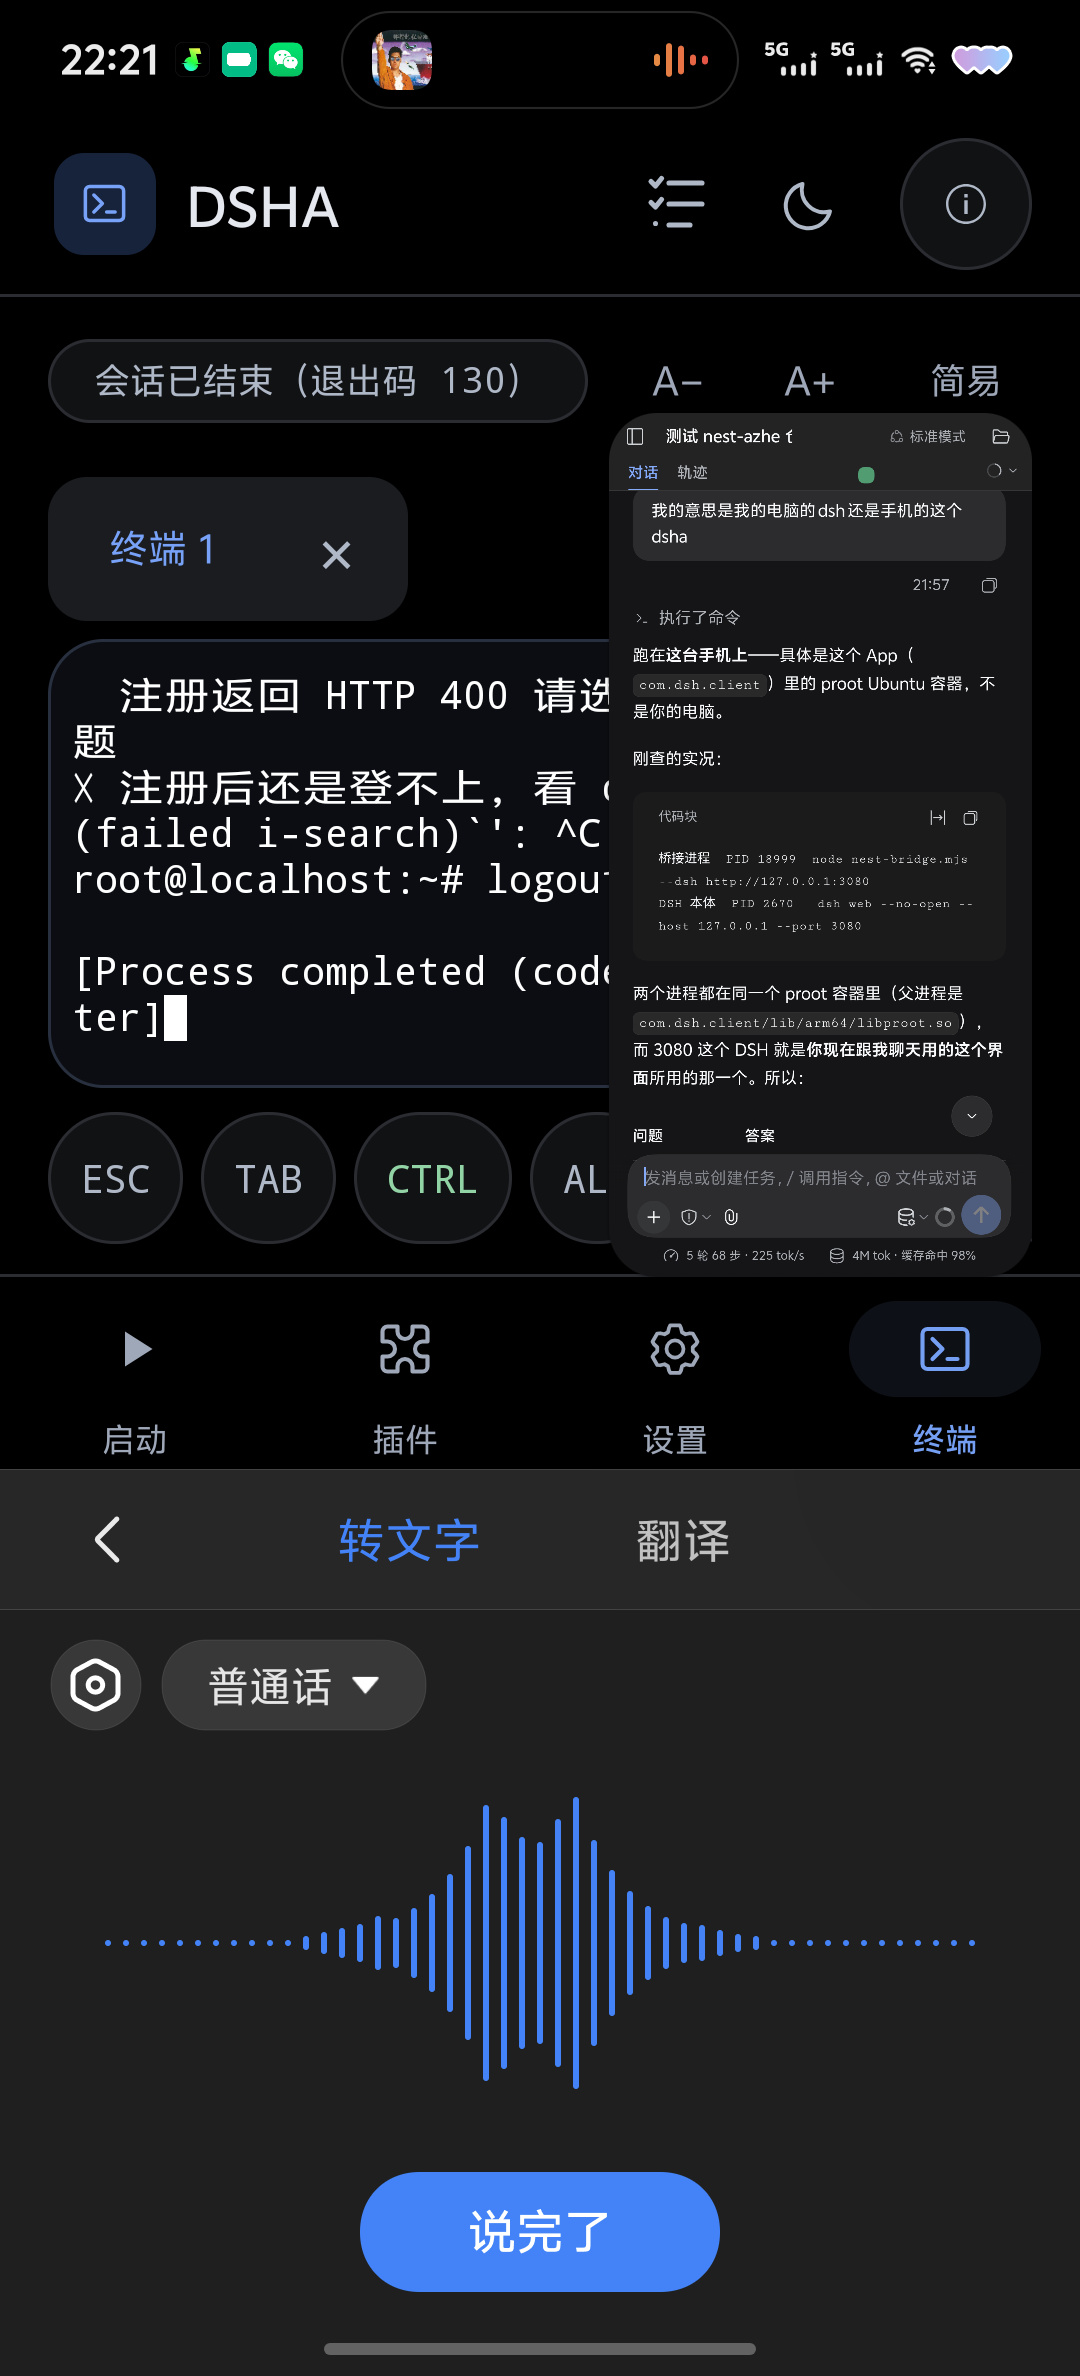 22:21
5G
5G
DSHA
会话已结束（退出码 130）
A−
A+
简易
终端 1
注册返回 HTTP 400 请
题
X 注册后还是登不上，看
(failed i-search)`': ^C
root@localhost:~# logou
[Process completed (code
ter]
ESC
TAB
CTRL
AL
测试 nest-azhe
标准模式
对话
轨迹
我的意思是我的电脑的dsh还是手机的这个
dsha
21:57
执行了命令
跑在这台手机上——具体是这个 App（
com.dsh.client）里的 proot Ubuntu 容器，不
是你的电脑。
刚查的实况：
代码块
桥接进程 PID 18999 node nest-bridge.mjs
--dsh http://127.0.0.1:3080
DSH 本体 PID 2670 dsh web --no-open --
host 127.0.0.1 --port 3080
两个进程都在同一个 proot 容器里（父进程是
com.dsh.client/lib/arm64/libproot.so），
而 3080 这个 DSH 就是你现在跟我聊天用的这个界
面所用的那一个。所以：
问题
答案
发消息或创建任务，/ 调用指令，@ 文件或对话
5 轮 68 步 · 225 tok/s
4M tok · 缓存命中 98%
启动
插件
设置
终端
转文字
翻译
普通话
说完了